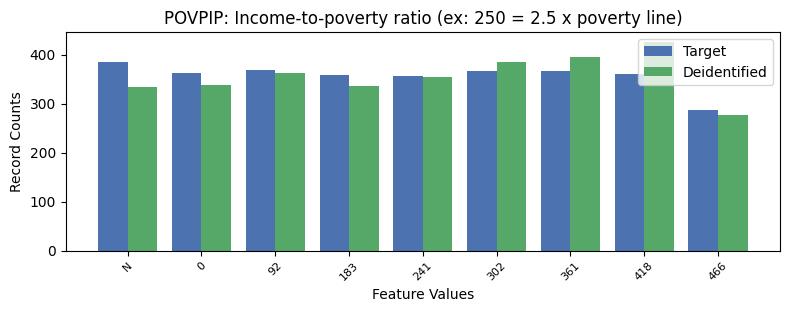 POVPIP: Income-to-poverty ratio (ex: 250 = 2.5 x poverty line)
Target
Deidentified
Record Counts
400
300
200
100
0
N 0 92 183 241 302 361 418 466
Feature Values